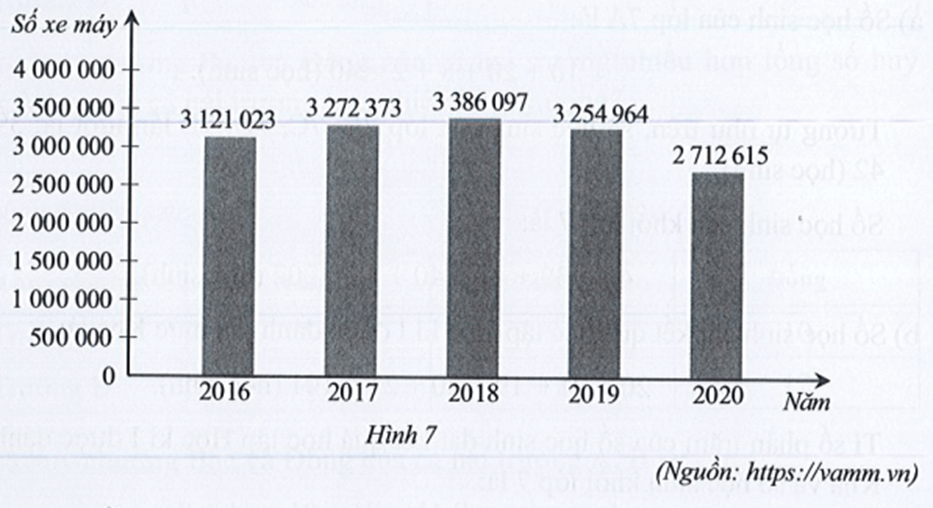 Số xe máy
4 000 000
3 500 000
3 000 000
2 500 000
2 000 000
1 500 000
1 000 000
500 000
0
3 121 023
3 272 373
3 386 097
3 254 964
2 712 615
2016
2017
2018
2019
2020
Năm
Hình 7
(Nguồn: https://vamm.vn)